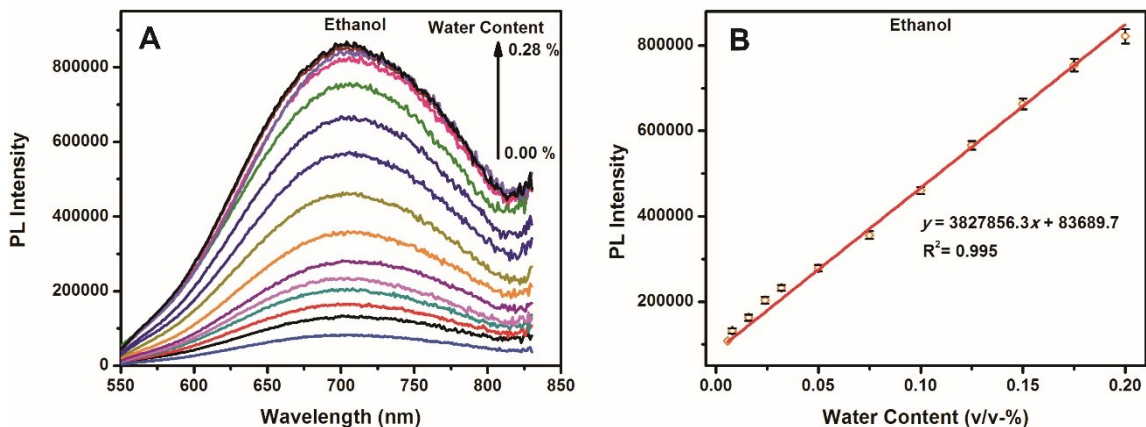 A
Ethanol
Water Content
0.28 %
0.00 %
800000
600000
400000
200000
0
PL Intensity
550 600 650 700 750 800 850
Wavelength (nm)
B
Ethanol
800000
600000
400000
200000
PL Intensity
y = 3827856.3x + 83689.7
R²= 0.995
0.00 0.05 0.10 0.15 0.20
Water Content (v/v-%)